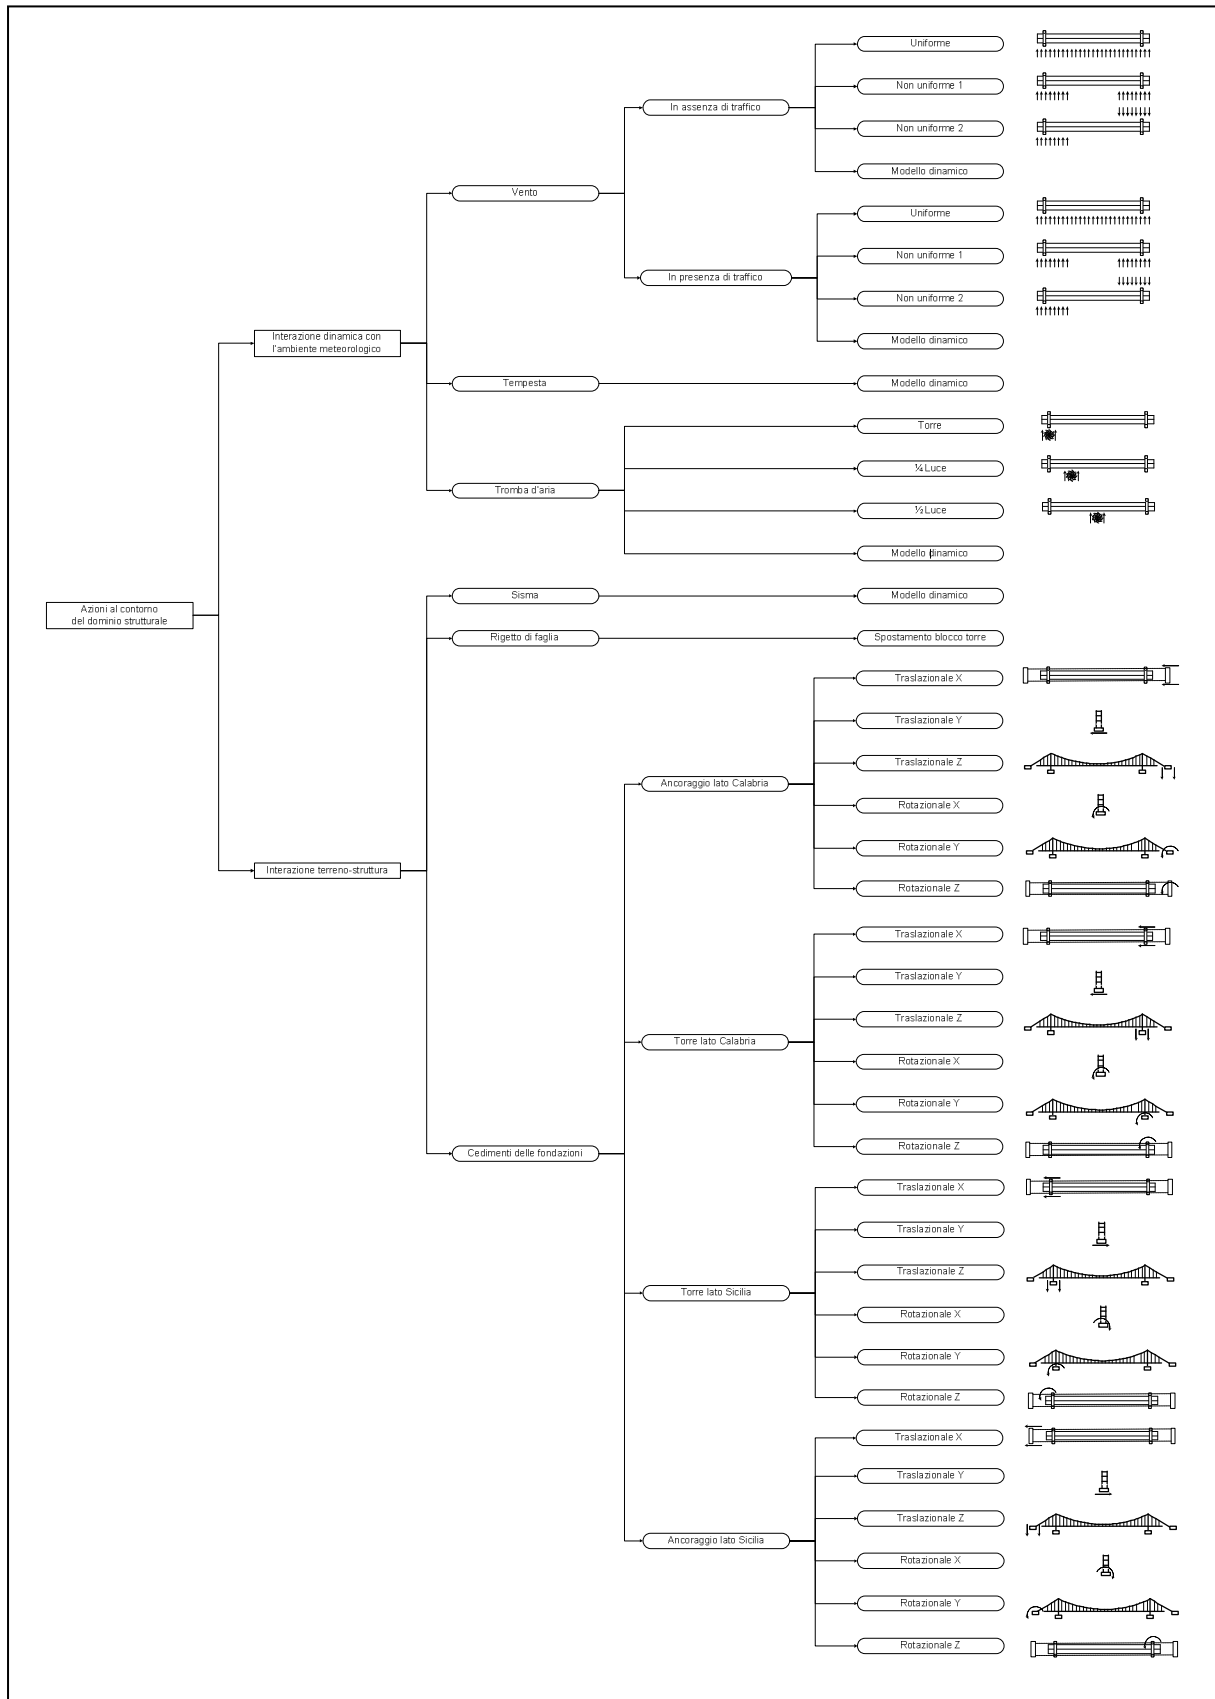 Uniforme
Non uniforme 1
In assenza di traffico
Non uniforme 2
Modello dinamico
Vento
Uniforme
Non uniforme 1
In presenza di traffico
Non uniforme 2
Interazione dinamica con
l'ambiente meteorologico
Modello dinamico
Tempesta
Modello dinamico
Torre
¼ Luce
Tromba d'aria
½ Luce
Modello dinamico
Azioni al contorno
del dominio strutturale
Sisma
Modello dinamico
Rigetto di faglia
Spostamento blocco torre
Traslazionale X
Traslazionale Y
Traslazionale Z
Ancoraggio lato Calabria
Rotazionale X
Rotazionale Y
Interazione terreno-struttura
Rotazionale Z
Traslazionale X
Traslazionale Y
Traslazionale Z
Torre lato Calabria
Rotazionale X
Rotazionale Y
Rotazionale Z
Cedimenti delle fondazioni
Traslazionale X
Traslazionale Y
Traslazionale Z
Torre lato Sicilia
Rotazionale X
Rotazionale Y
Rotazionale Z
Traslazionale X
Traslazionale Y
Traslazionale Z
Ancoraggio lato Sicilia
Rotazionale X
Rotazionale Y
Rotazionale Z